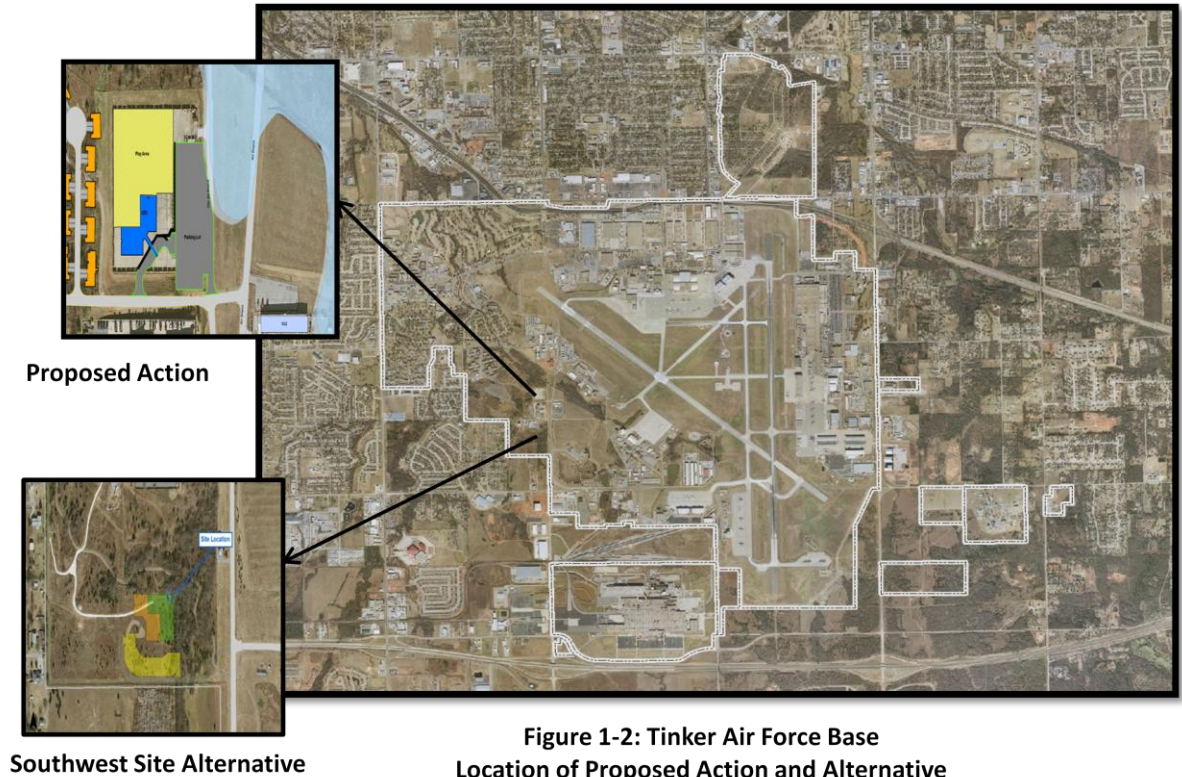 Play Area
Parking Lot
Proposed Action
Site Location
Southwest Site Alternative
Figure 1-2: Tinker Air Force Base
Location of Proposed Action and Alternative